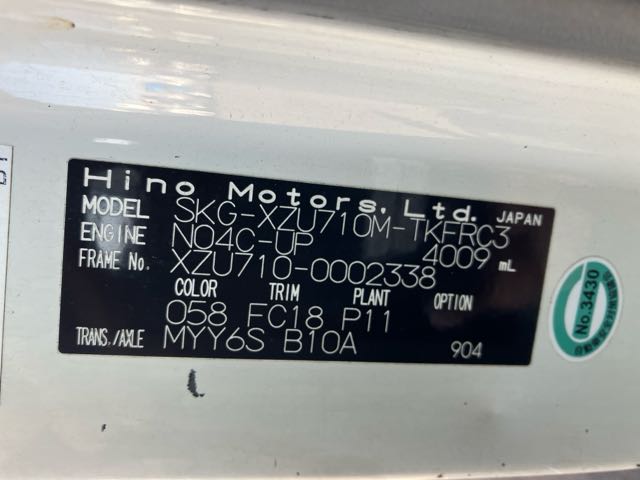 Hino Motors, Ltd. JAPAN
MODEL SKG-XZU710M-TKFRC3
ENGINE N04C-UP 4009 mL
FRAME No. XZU710-0002338
COLOR TRIM PLANT OPTION
058 FC18 P11
TRANS./AXLE MYY6S B10A 904
No.3430